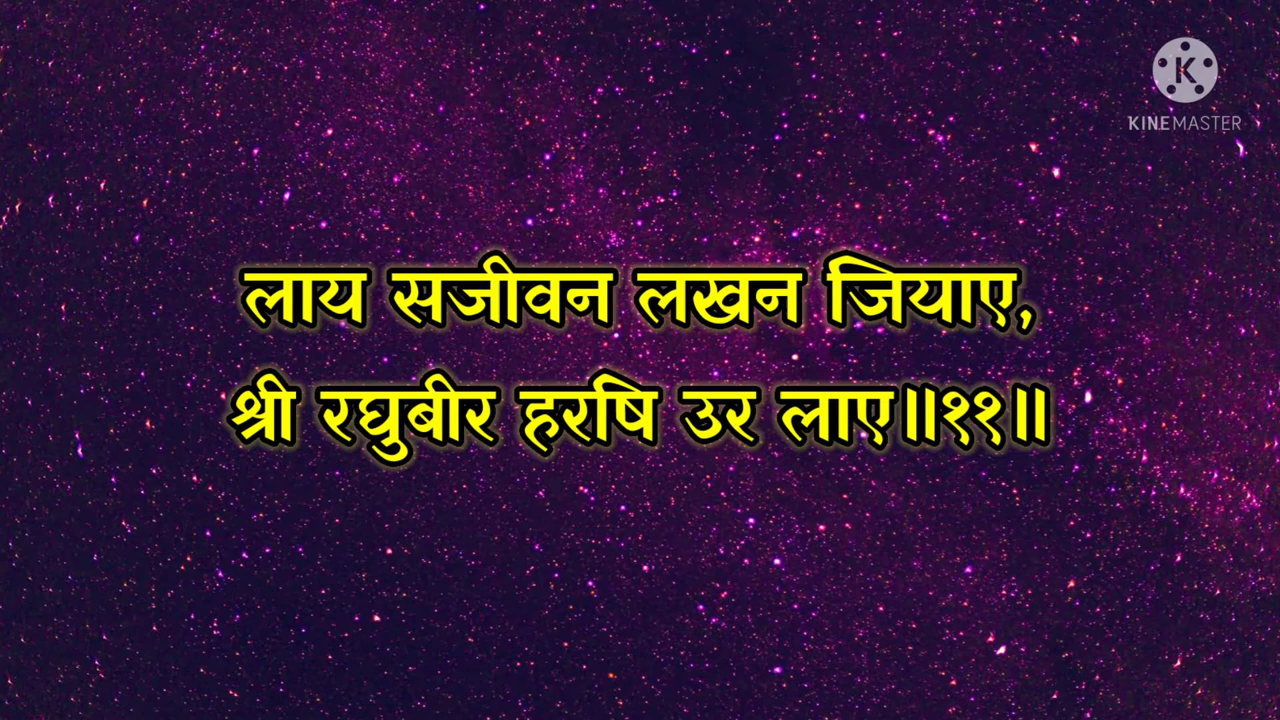 K
KINEMASTER
लाय सजीवन लखन जियाए,
श्री रघुबीर हरषि उर लाए॥११॥